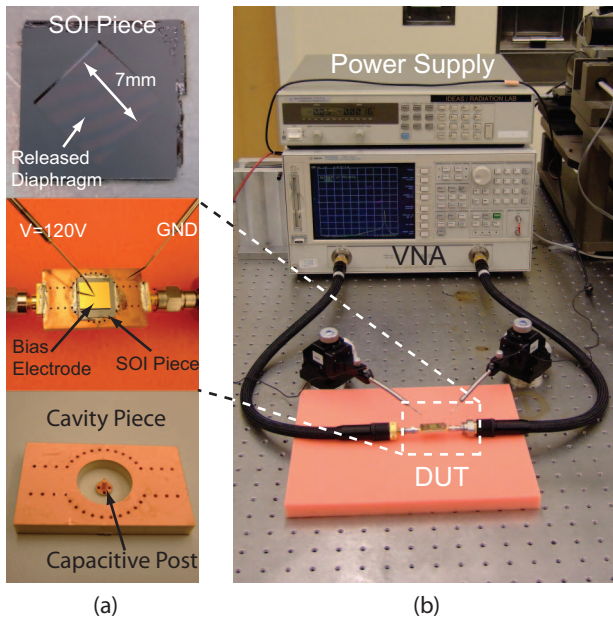 SOI Piece
7mm
Released
Diaphragm
V=120V
GND
Bias
Electrode
SOI Piece
Cavity Piece
Capacitive Post
(a)
Power Supply
IDEAS / RADIATION LAB
VNA
DUT
(b)